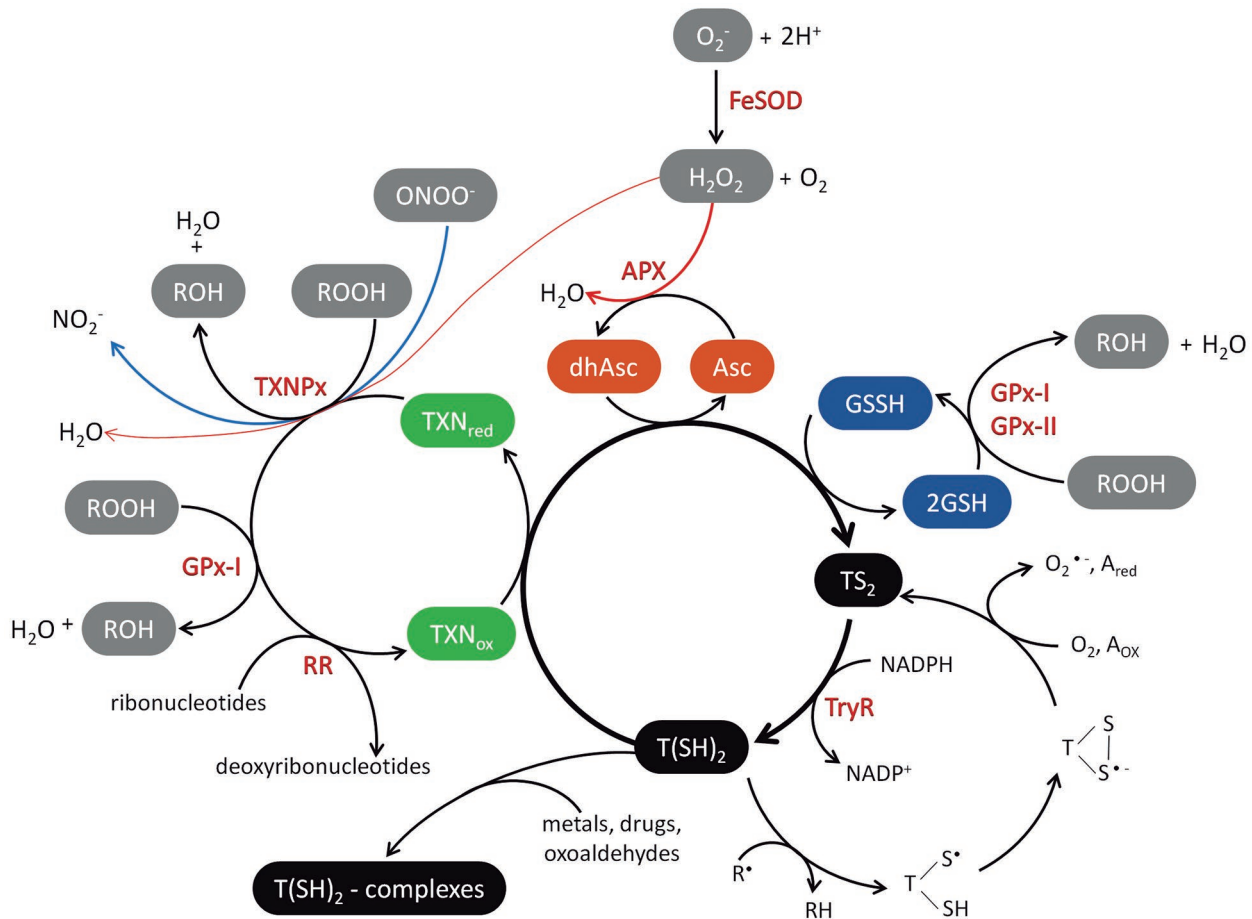 O₂⁻ + 2H⁺
FeSOD
H₂O₂ + O₂
ONOO⁻
H₂O
+
ROH
ROOH
NO₂⁻
TXNPx
H₂O
APX
H₂O
dhAsc
Asc
ROH + H₂O
GPx-I
GPx-II
GSSH
2GSH
ROOH
TXNred
ROOH
GPx-I
H₂O + ROH
TXNox
RR
ribonucleotides
deoxyribonucleotides
TS₂
O₂•⁻, Ared
O₂, AOX
NADPH
TryR
NADP⁺
T(SH)₂
metals, drugs,
oxoaldehydes
T(SH)₂ - complexes
R•
RH
S•
T
SH
S
T
S•-